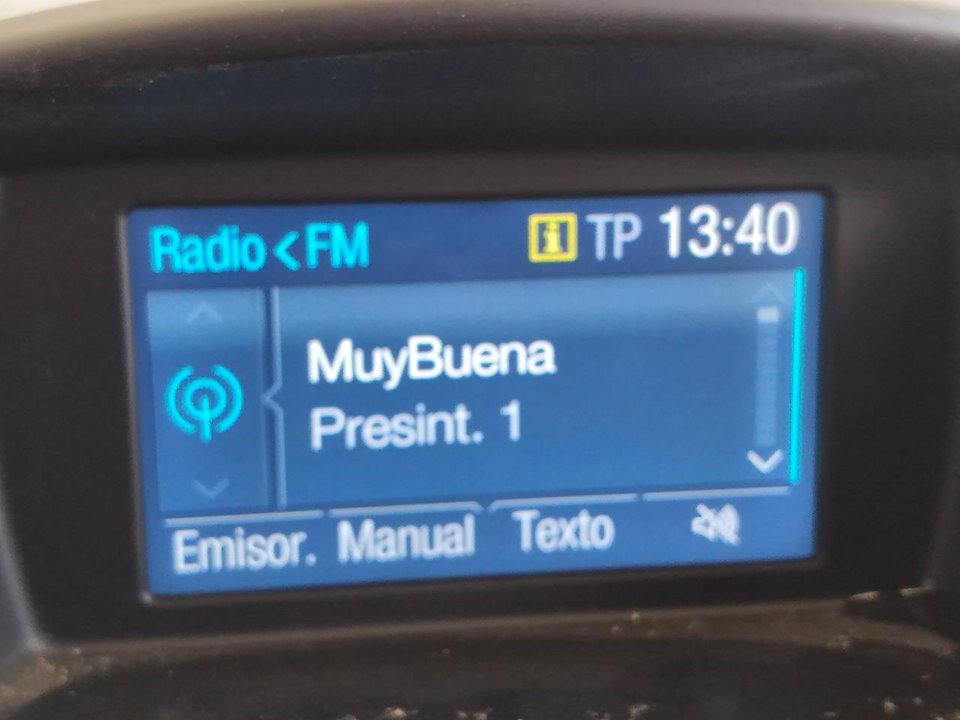 Radio < FM i TP 13:40
MuyBuena
Presint. 1
Emisor. Manual Texto